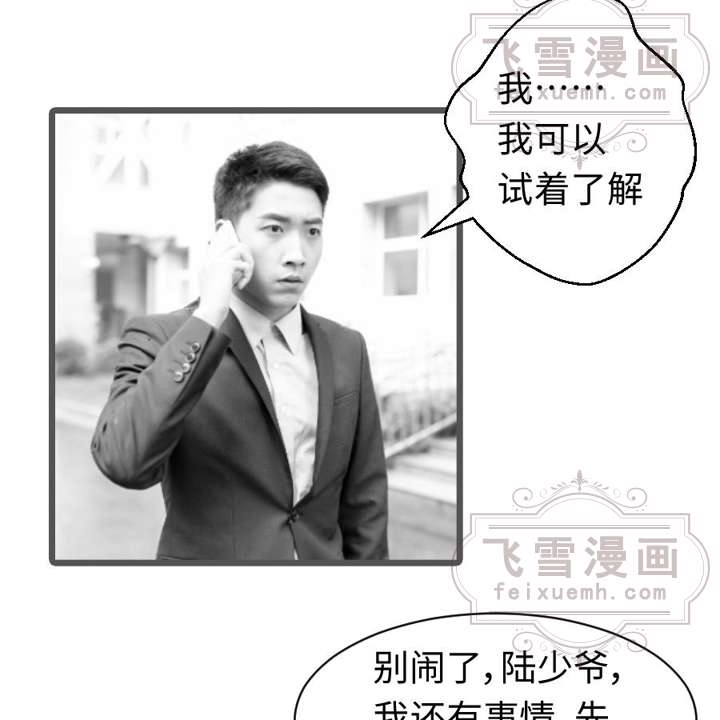 飞雪漫画
feixuemh.com
我……
我可以
试着了解
飞雪漫画
feixuemh.com
别闹了，陆少爷，
我还有事情，先